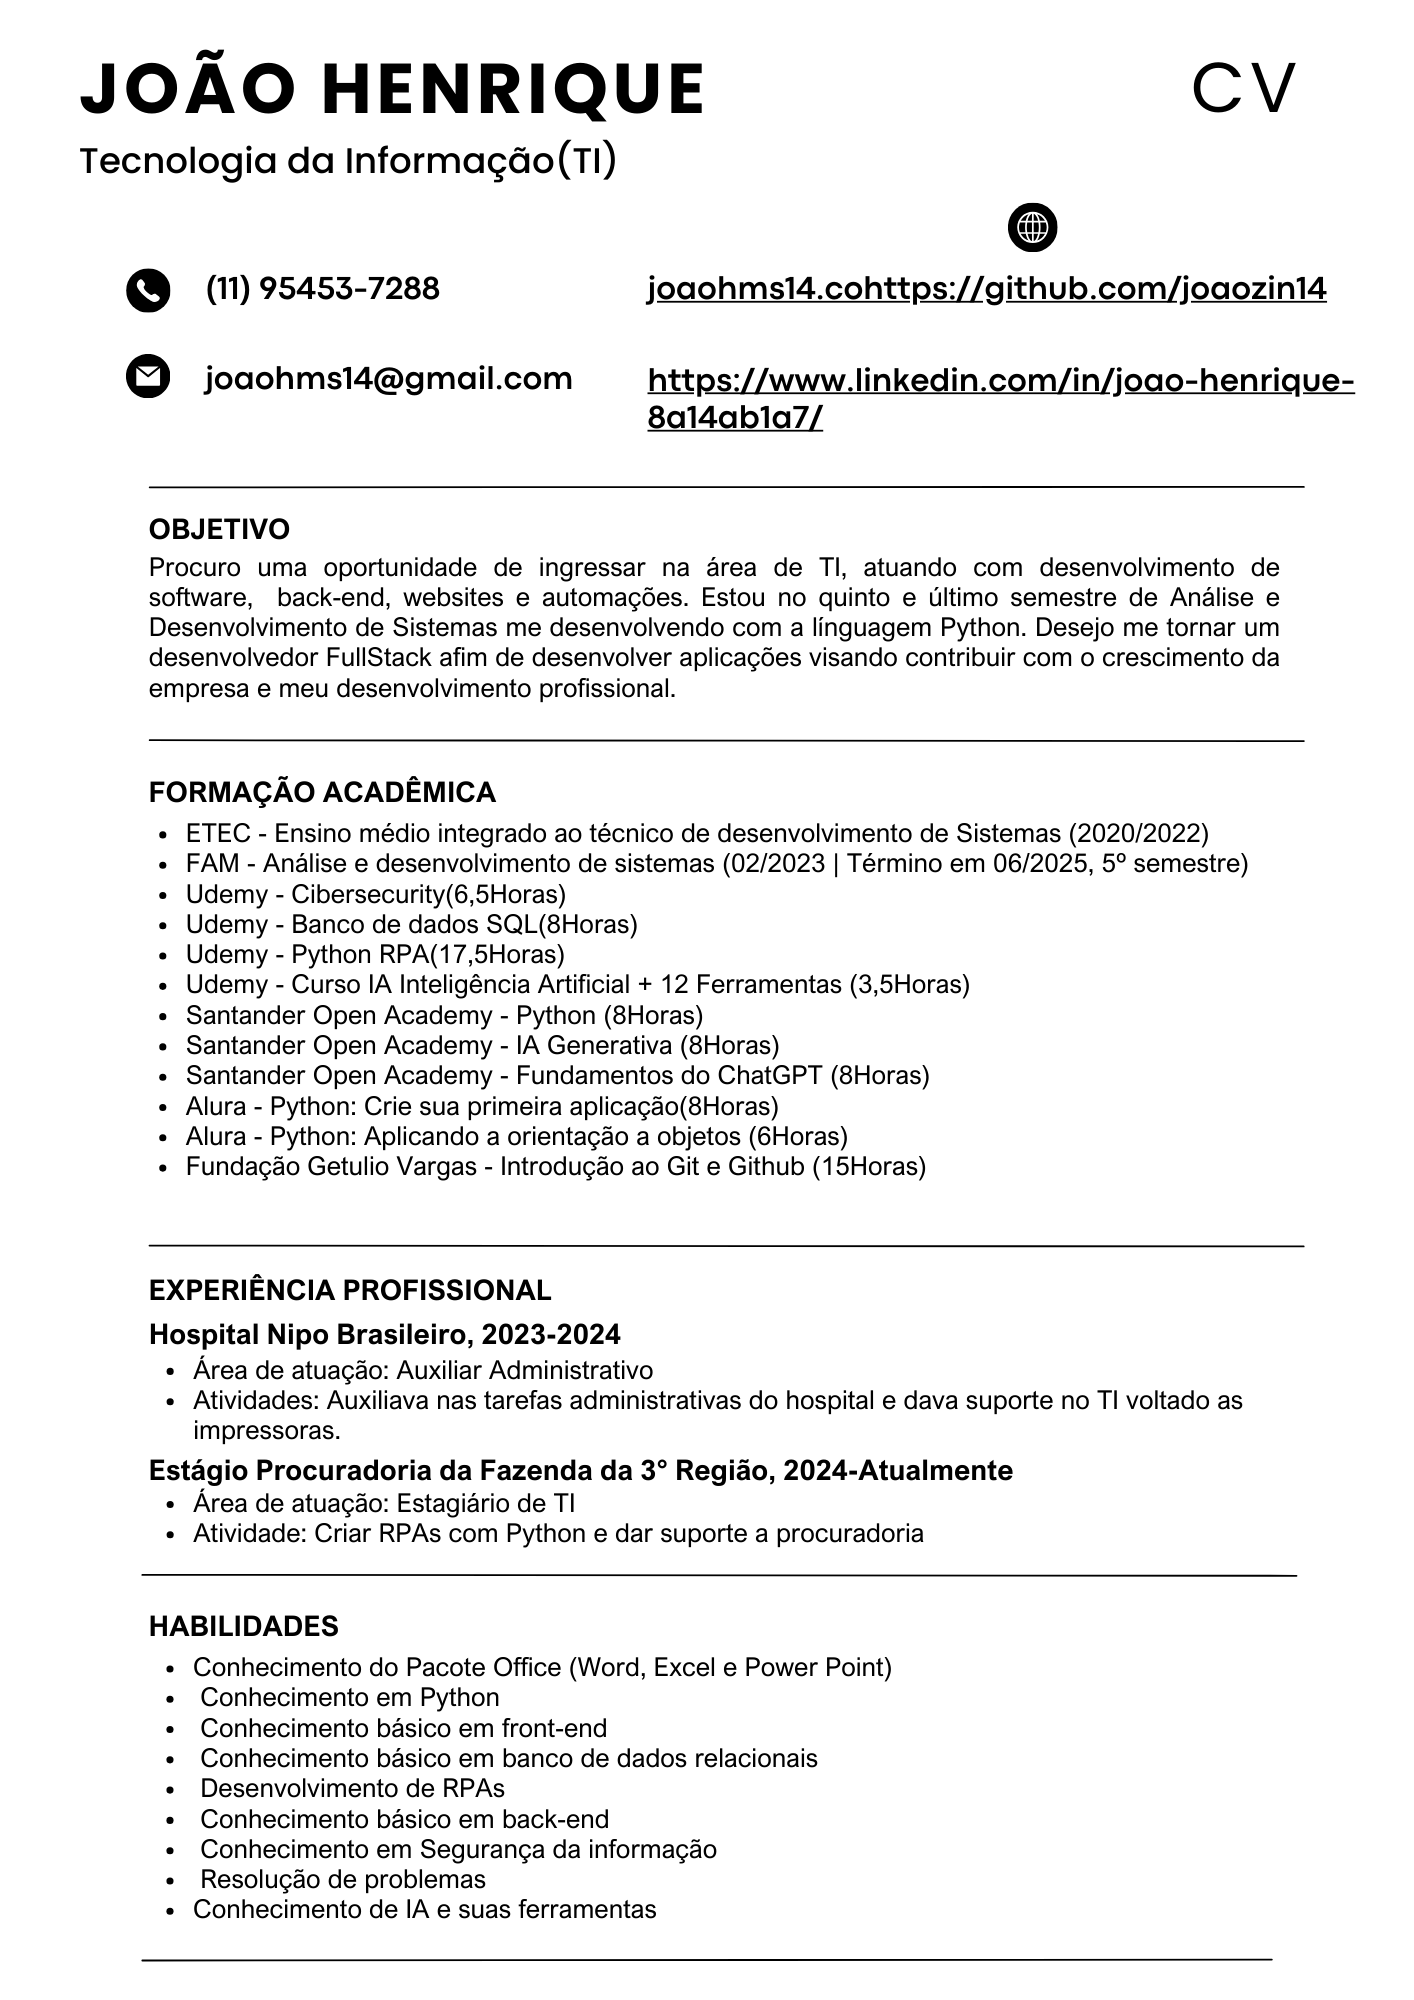 JOÃO HENRIQUE
CV
Tecnologia da Informação(TI)
(11) 95453-7288
joaohms14.cohttps://github.com/joaozin14
joaohms14@gmail.com
https://www.linkedin.com/in/joao-henrique-
8a14ab1a7/
OBJETIVO
Procuro uma oportunidade de ingressar na área de TI, atuando com desenvolvimento de
software, back-end, websites e automações. Estou no quinto e último semestre de Análise e
Desenvolvimento de Sistemas me desenvolvendo com a línguagem Python. Desejo me tornar um
desenvolvedor FullStack afim de desenvolver aplicações visando contribuir com o crescimento da
empresa e meu desenvolvimento profissional.
FORMAÇÃO ACADÊMICA
• ETEC - Ensino médio integrado ao técnico de desenvolvimento de Sistemas (2020/2022)
• FAM - Análise e desenvolvimento de sistemas (02/2023 | Término em 06/2025, 5º semestre)
• Udemy - Cibersecurity(6,5Horas)
• Udemy - Banco de dados SQL(8Horas)
• Udemy - Python RPA(17,5Horas)
• Udemy - Curso IA Inteligência Artificial + 12 Ferramentas (3,5Horas)
• Santander Open Academy - Python (8Horas)
• Santander Open Academy - IA Generativa (8Horas)
• Santander Open Academy - Fundamentos do ChatGPT (8Horas)
• Alura - Python: Crie sua primeira aplicação(8Horas)
• Alura - Python: Aplicando a orientação a objetos (6Horas)
• Fundação Getulio Vargas - Introdução ao Git e Github (15Horas)
EXPERIÊNCIA PROFISSIONAL
Hospital Nipo Brasileiro, 2023-2024
• Área de atuação: Auxiliar Administrativo
• Atividades: Auxiliava nas tarefas administrativas do hospital e dava suporte no TI voltado as
impressoras.
Estágio Procuradoria da Fazenda da 3° Região, 2024-Atualmente
• Área de atuação: Estagiário de TI
• Atividade: Criar RPAs com Python e dar suporte a procuradoria
HABILIDADES
• Conhecimento do Pacote Office (Word, Excel e Power Point)
• Conhecimento em Python
• Conhecimento básico em front-end
• Conhecimento básico em banco de dados relacionais
• Desenvolvimento de RPAs
• Conhecimento básico em back-end
• Conhecimento em Segurança da informação
• Resolução de problemas
• Conhecimento de IA e suas ferramentas